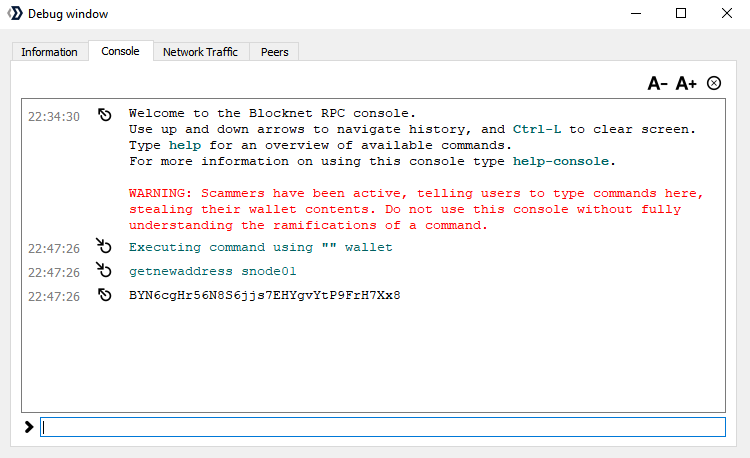 Debug window
Information Console Network Traffic Peers
A- A+
22:34:30 Welcome to the Blocknet RPC console.
Use up and down arrows to navigate history, and Ctrl-L to clear screen.
Type help for an overview of available commands.
For more information on using this console type help-console.
WARNING: Scammers have been active, telling users to type commands here,
stealing their wallet contents. Do not use this console without fully
understanding the ramifications of a command.
22:47:26 Executing command using "" wallet
22:47:26 getnewaddress snode01
22:47:26 BYN6cgHr56N8S6jjs7EHYgvYtP9FrH7Xx8